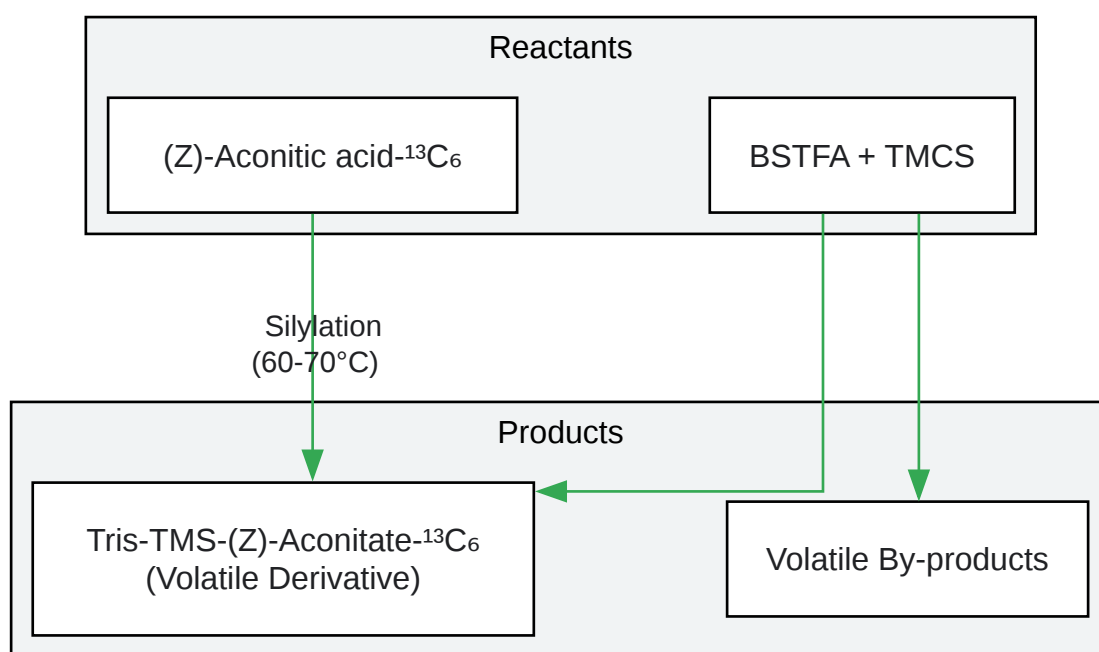 Reactants
(Z)-Aconitic acid-¹³C₆
BSTFA + TMCS
Silylation
(60-70°C)
Products
Tris-TMS-(Z)-Aconitate-¹³C₆
(Volatile Derivative)
Volatile By-products